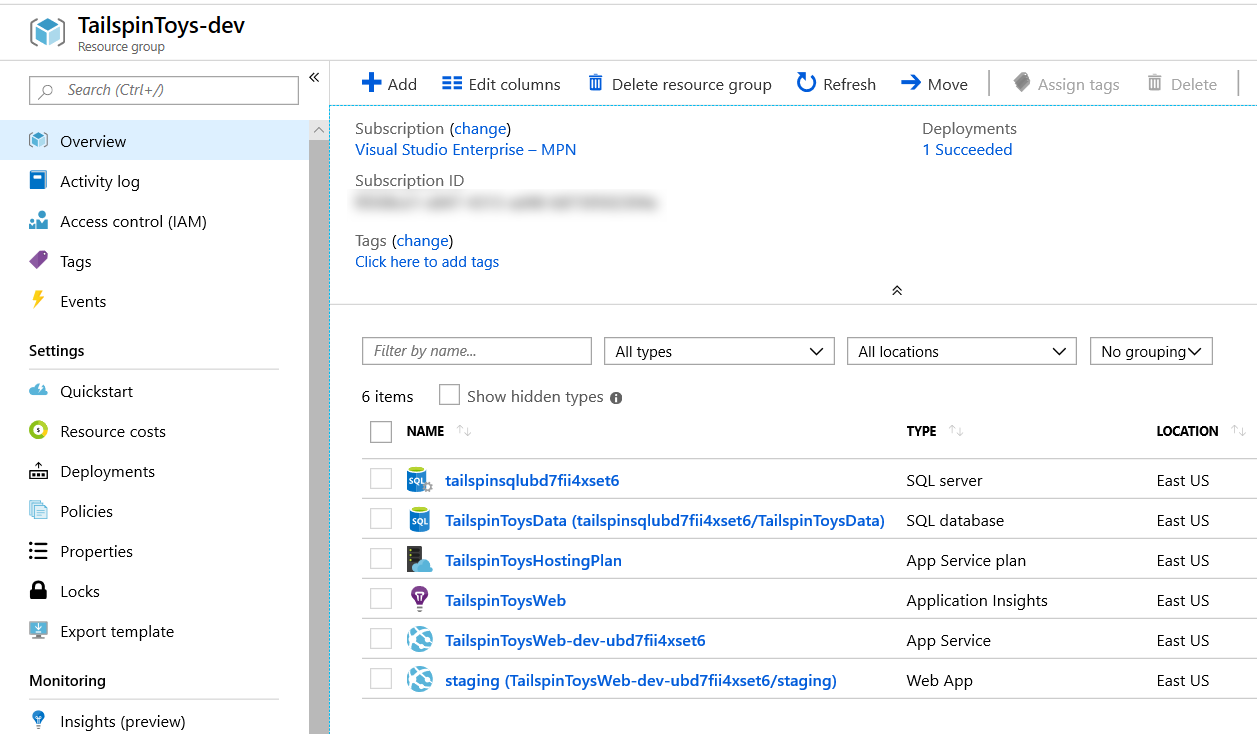 TailspinToys-dev
Resource group
Search (Ctrl+/)
Overview
Activity log
Access control (IAM)
Tags
Events
Settings
Quickstart
Resource costs
Deployments
Policies
Properties
Locks
Export template
Monitoring
Insights (preview)
Add Edit columns Delete resource group Refresh Move Assign tags Delete
Subscription (change)
Visual Studio Enterprise – MPN
Subscription ID
Tags (change)
Click here to add tags
Deployments
1 Succeeded
Filter by name... All types All locations No grouping
6 items Show hidden types
NAME TYPE LOCATION
SQL tailspinsqlubd7fii4xset6 SQL server East US
SQL TailspinToysData (tailspinsqlubd7fii4xset6/TailspinToysData) SQL database East US
TailspinToysHostingPlan App Service plan East US
TailspinToysWeb Application Insights East US
TailspinToysWeb-dev-ubd7fii4xset6 App Service East US
staging (TailspinToysWeb-dev-ubd7fii4xset6/staging) Web App East US